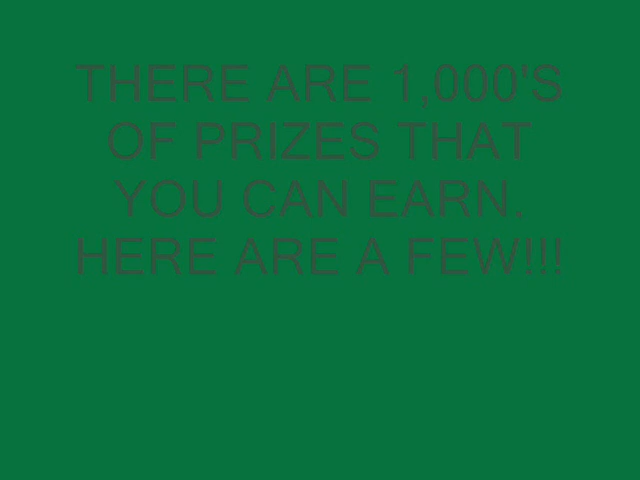 THERE ARE 1,000'S
OF PRIZES THAT
YOU CAN EARN.
HERE ARE A FEW!!!